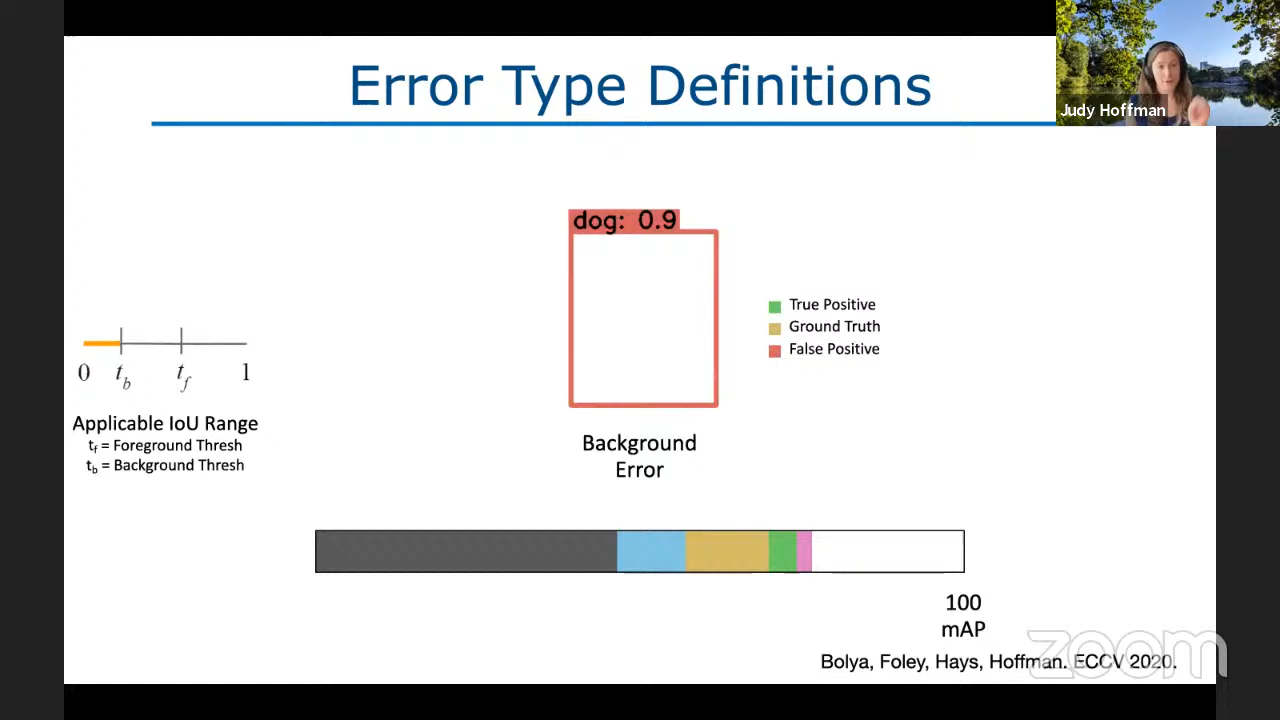 Error Type Definitions
Judy Hoffman
dog: 0.9
True Positive
Ground Truth
False Positive
0 t_b t_f 1
Applicable IoU Range
t_f = Foreground Thresh
t_b = Background Thresh
Background
Error
100
mAP
Bolya, Foley, Hays, Hoffman. ECCV 2020.
zoom